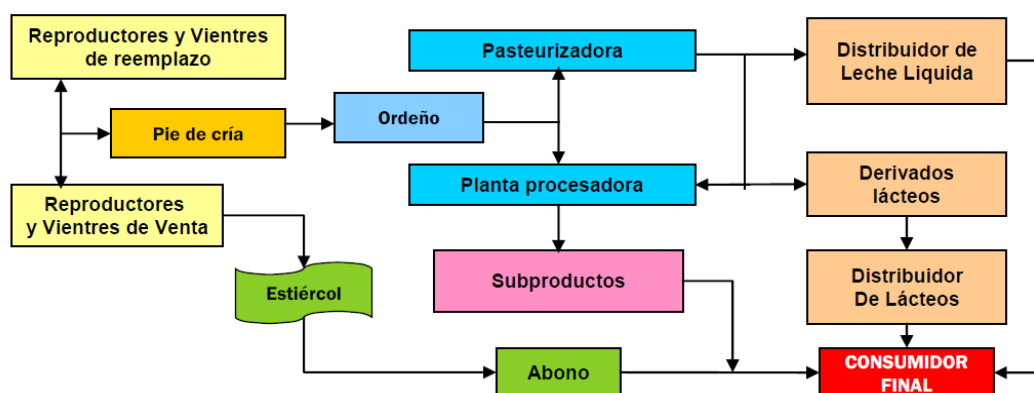 Reproductores y Vientres
de reemplazo
Pasteurizadora
Distribuidor de
Leche Liquida
Pie de cría
Ordeño
Planta procesadora
Derivados
lácteos
Reproductores
y Vientres de Venta
Estiércol
Subproductos
Distribuidor
De Lácteos
Abono
CONSUMIDOR
FINAL